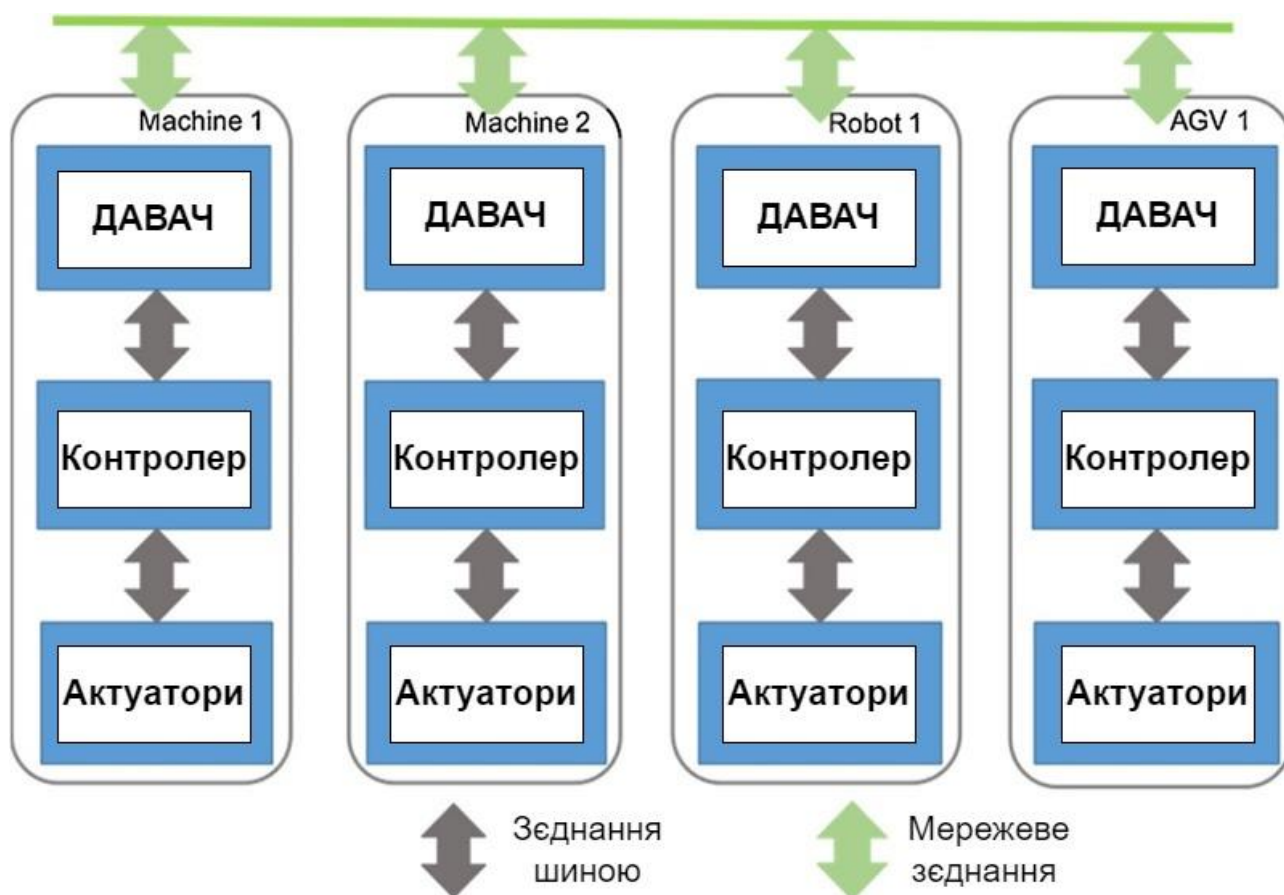 Machine 1
Machine 2
Robot 1
AGV 1
ДАВАЧ
ДАВАЧ
ДАВАЧ
ДАВАЧ
Контролер
Контролер
Контролер
Контролер
Актуатори
Актуатори
Актуатори
Актуатори
Зєднання
шиною
Мережеве
зєднання